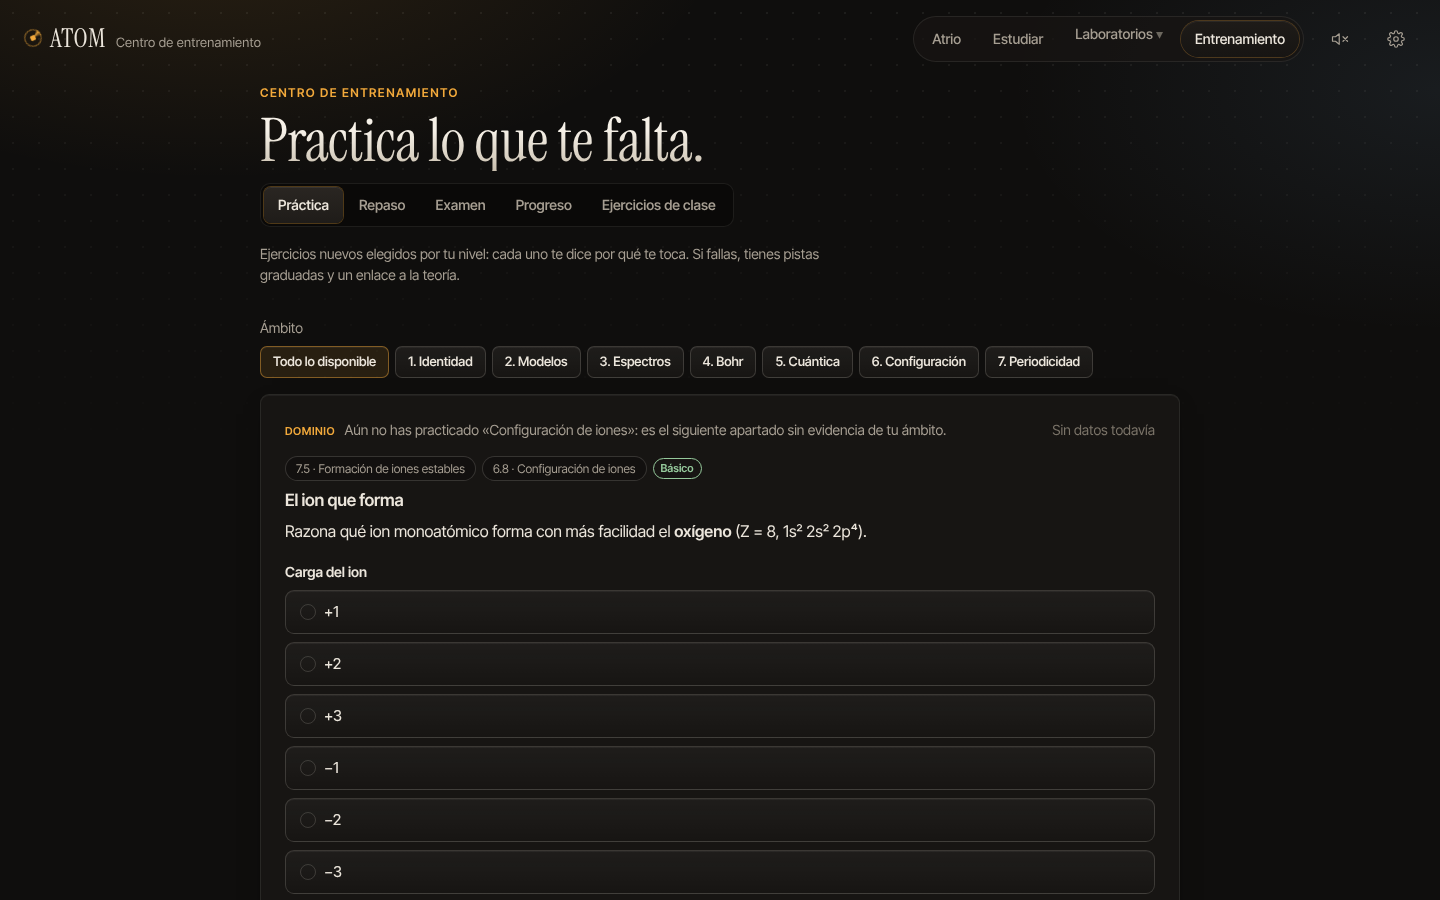 ATOM Centro de entrenamiento
Atrio Estudiar Laboratorios ▾ Entrenamiento
CENTRO DE ENTRENAMIENTO
Practica lo que te falta.
Práctica Repaso Examen Progreso Ejercicios de clase
Ejercicios nuevos elegidos por tu nivel: cada uno te dice por qué te toca. Si fallas, tienes pistas
graduadas y un enlace a la teoría.
Ámbito
Todo lo disponible 1. Identidad 2. Modelos 3. Espectros 4. Bohr 5. Cuántica 6. Configuración 7. Periodicidad
DOMINIO Aún no has practicado «Configuración de iones»: es el siguiente apartado sin evidencia de tu ámbito. Sin datos todavía
7.5 · Formación de iones estables 6.8 · Configuración de iones Básico
El ion que forma
Razona qué ion monoatómico forma con más facilidad el oxígeno (Z = 8, 1s² 2s² 2p⁴).
Carga del ion
+1
+2
+3
−1
−2
−3